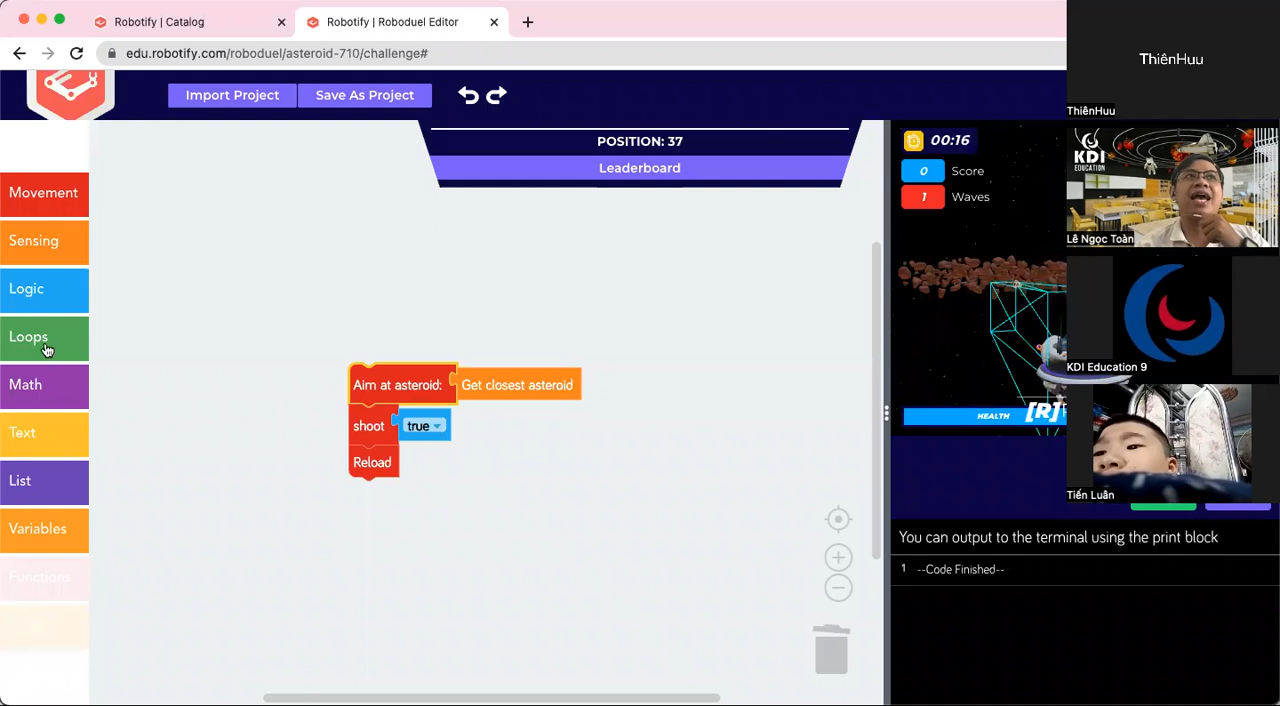 Robotify | Catalog
Robotify | Roboduel Editor
edu.robotify.com/roboduel/asteroid-710/challenge#
Import Project
Save As Project
POSITION: 37
Leaderboard
Movement
Sensing
Logic
Loops
Math
Text
List
Variables
Functions
Aim at asteroid:
Get closest asteroid
shoot
true
Reload
00:16
0 Score
1 Waves
HEALTH
[R]
You can output to the terminal using the print block
1 --Code Finished--
ThiênHuu
ThiênHuu
KDI
EDUCATION
Lê Ngọc Toàn
KDI Education 9
Tiến Luân